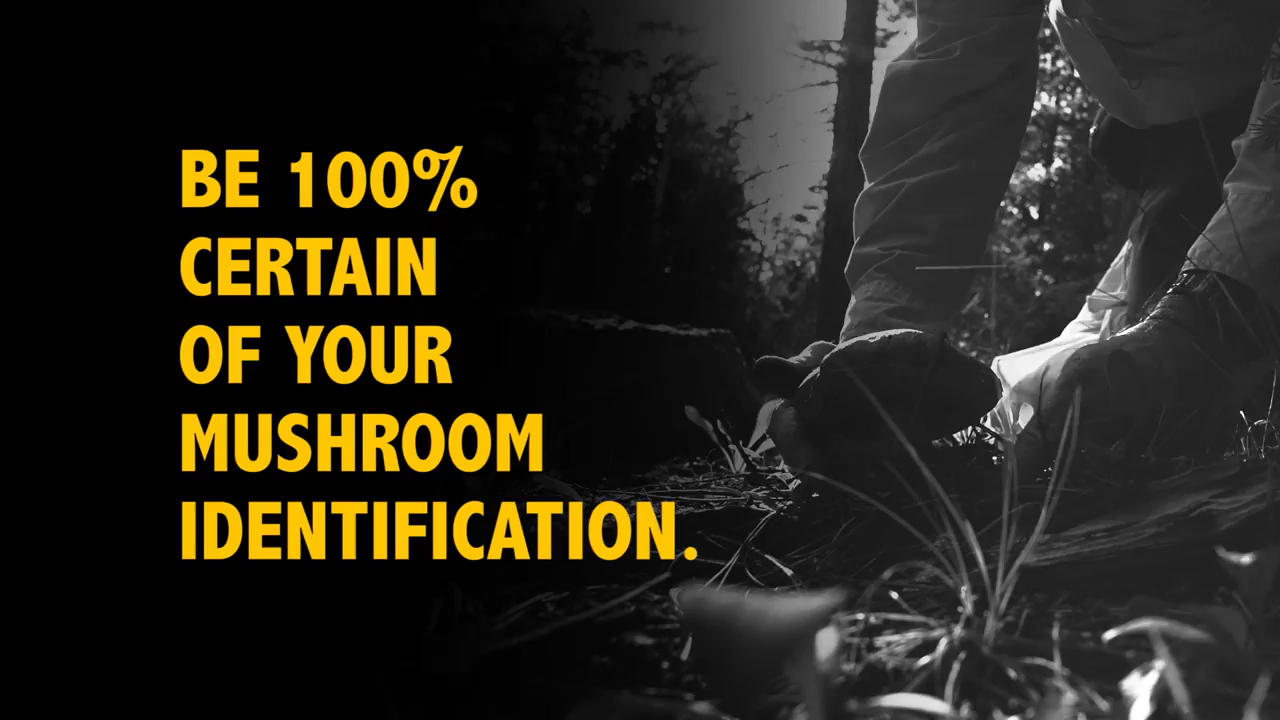 BE 100%
CERTAIN
OF YOUR
MUSHROOM
IDENTIFICATION.